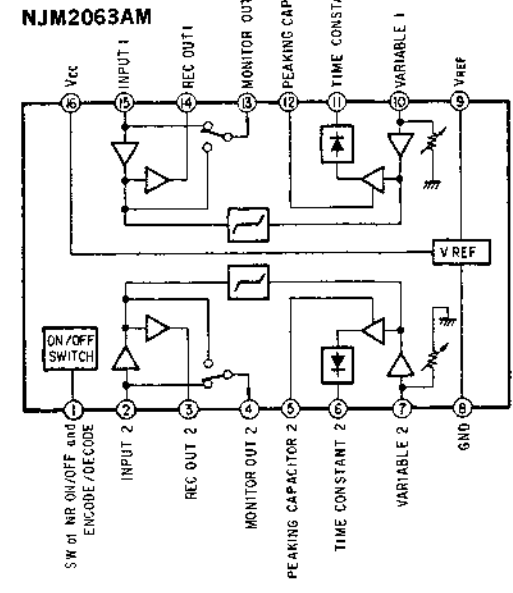 NJM2063AM
Vcc
INPUT 1
REC OUT1
MONITOR OUT
PEAKING CAP
TIME CONSTA
VARIABLE 1
VREF
16
15
14
13
12
11
10
9
V REF
ON/OFF
SWITCH
1
2
3
4
5
6
7
8
SW of NR ON/OFF and
ENCODE/DECODE
INPUT 2
REC OUT 2
MONITOR OUT 2
PEAKING CAPACITOR 2
TIME CONSTANT 2
VARIABLE 2
GND